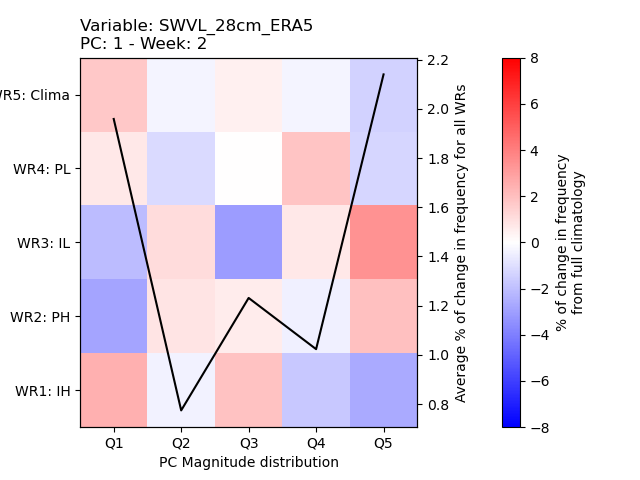 Variable: SWVL_28cm_ERA5
PC: 1 - Week: 2
WR5: Clima
WR4: PL
WR3: IL
WR2: PH
WR1: IH
Q1 Q2 Q3 Q4 Q5
PC Magnitude distribution
2.2
2.0
1.8
1.6
1.4
1.2
1.0
0.8
Average % of change in frequency for all WRs
8
6
4
2
0
−2
−4
−6
−8
% of change in frequency
from full climatology